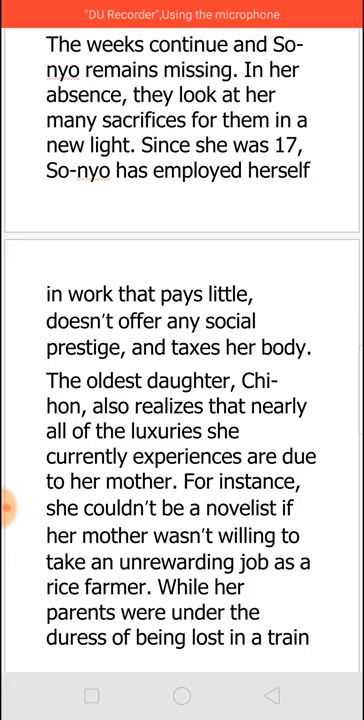 "DU Recorder",Using the microphone
The weeks continue and So-
nyo remains missing. In her
absence, they look at her
many sacrifices for them in a
new light. Since she was 17,
So-nyo has employed herself
in work that pays little,
doesn't offer any social
prestige, and taxes her body.
The oldest daughter, Chi-
hon, also realizes that nearly
all of the luxuries she
currently experiences are due
to her mother. For instance,
she couldn't be a novelist if
her mother wasn't willing to
take an unrewarding job as a
rice farmer. While her
parents were under the
duress of being lost in a train